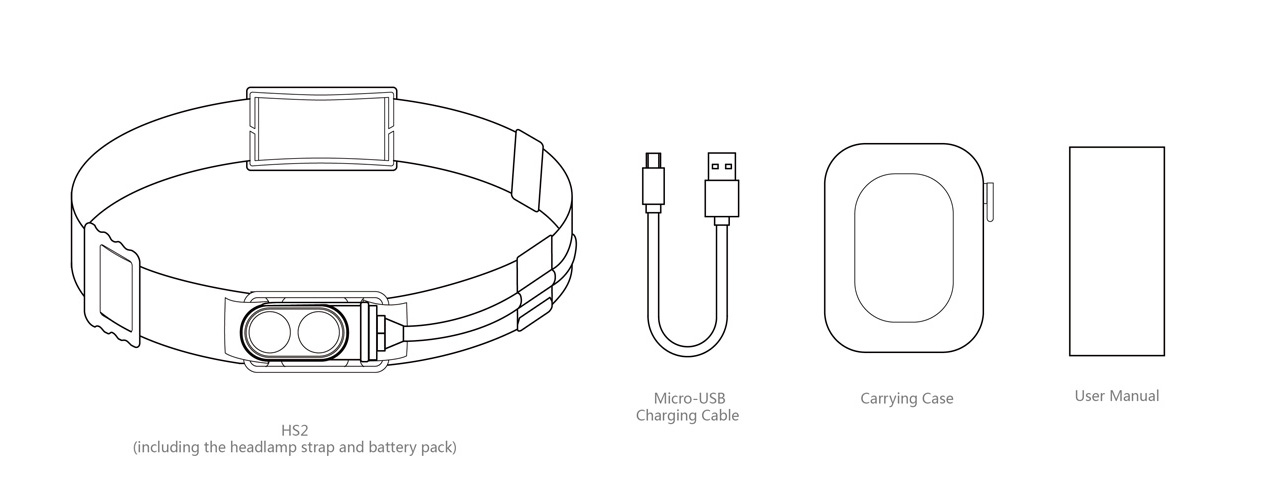 HS2
(including the headlamp strap and battery pack)
Micro-USB
Charging Cable
Carrying Case
User Manual